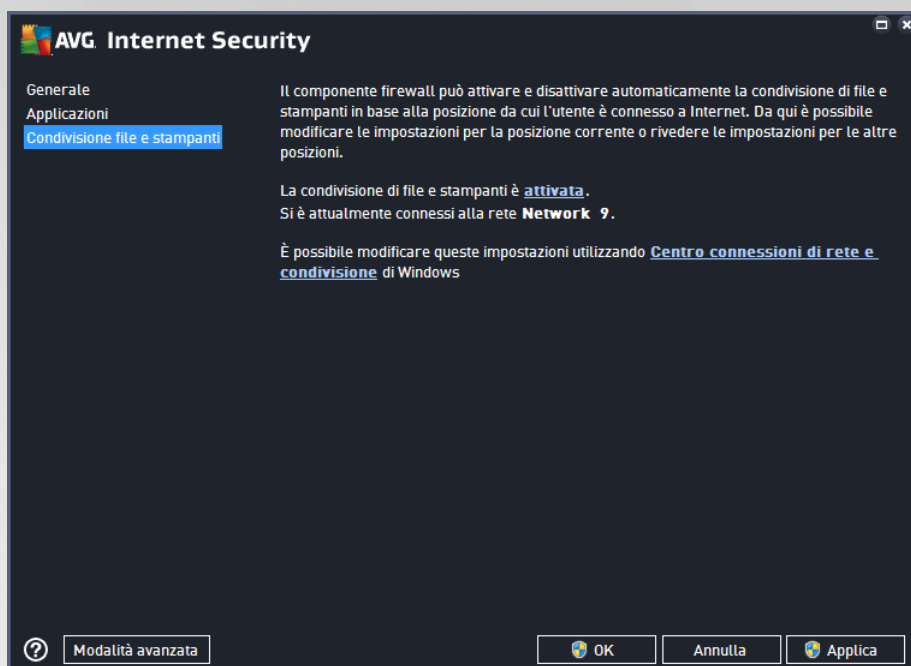 AVG. Internet Security
Generale
Applicazioni
Condivisione file e stampanti
Il componente firewall può attivare e disattivare automaticamente la condivisione di file e
stampanti in base alla posizione da cui l'utente è connesso a Internet. Da qui è possibile
modificare le impostazioni per la posizione corrente o rivedere le impostazioni per le altre
posizioni.
La condivisione di file e stampanti è attivata.
Si è attualmente connessi alla rete Network 9.
È possibile modificare queste impostazioni utilizzando Centro connessioni di rete e
condivisione di Windows
? Modalità avanzata
OK
Annulla
Applica